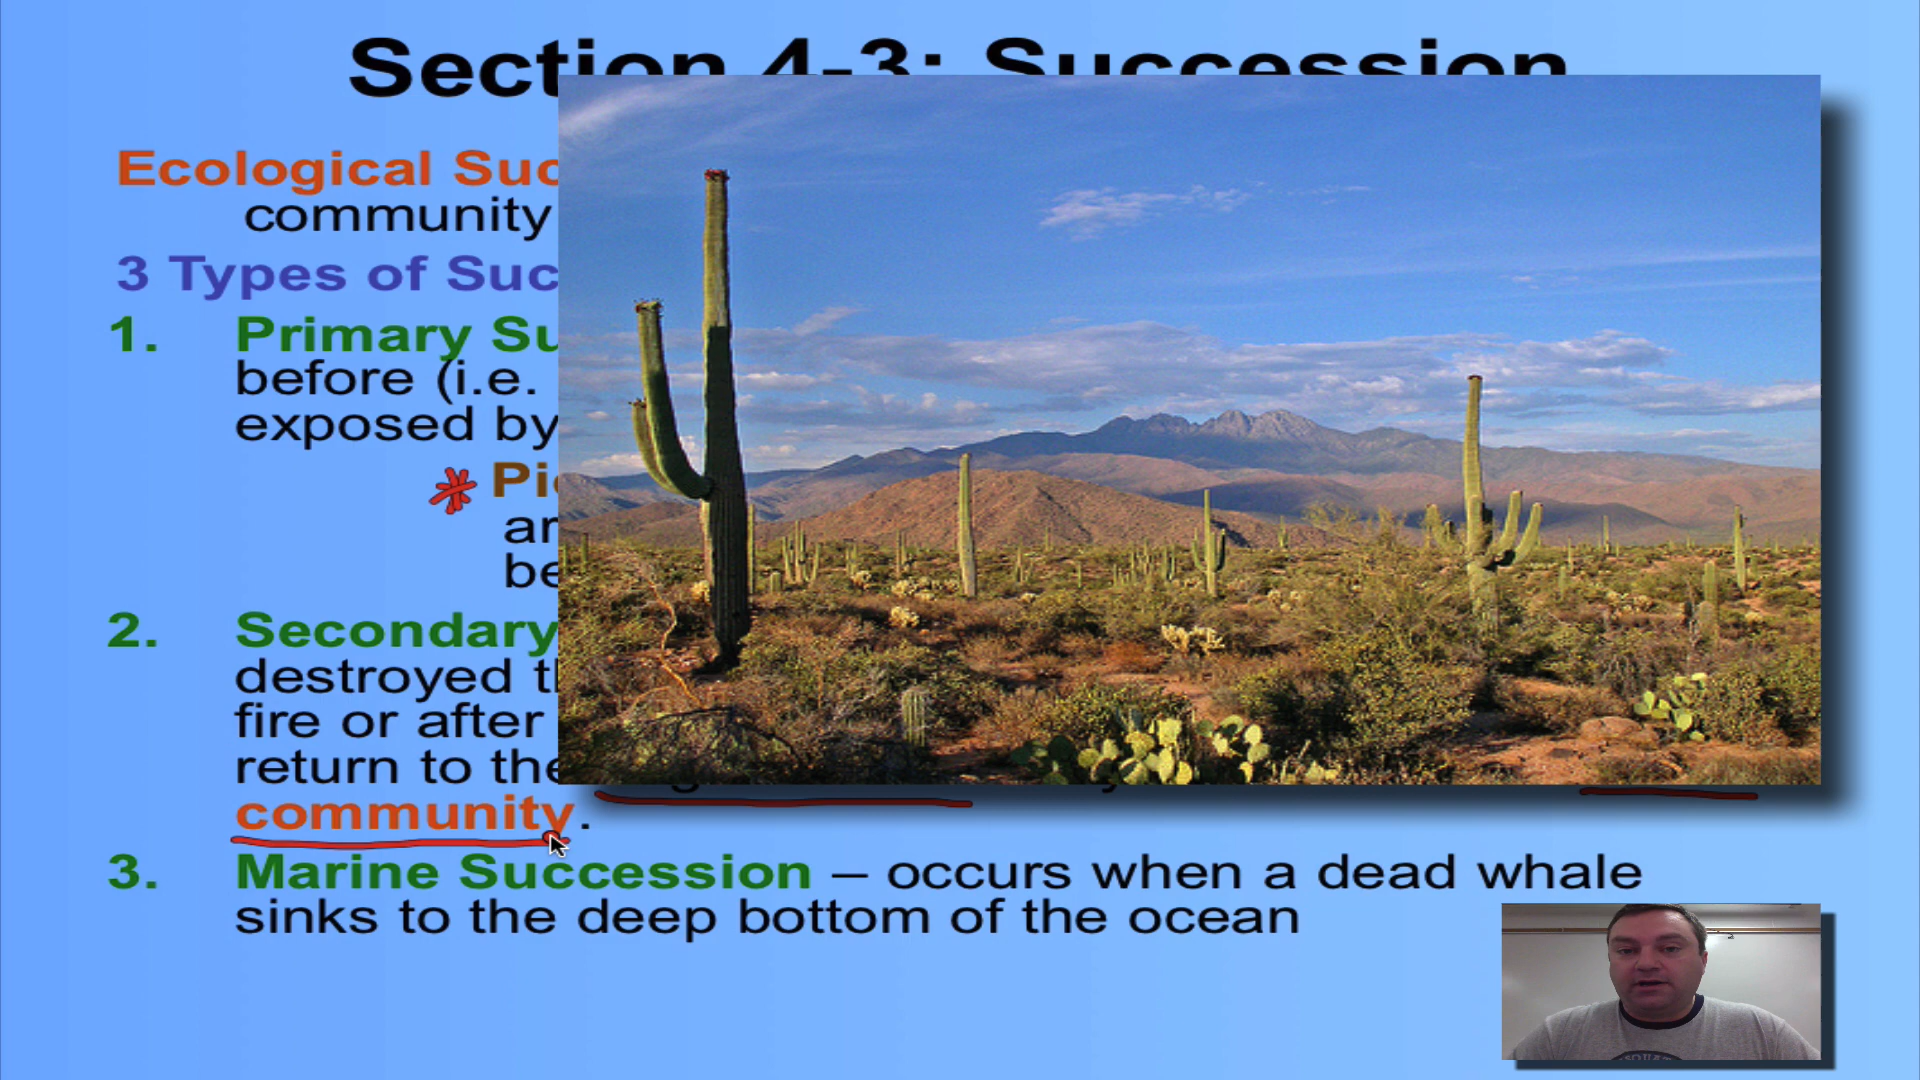 Section 4-3: Succession
Ecological Suc
community
3 Types of Suc
1. Primary Su
before (i.e.
exposed by
Pi
ar
be
2. Secondary
destroyed t
fire or after
return to the
community.
3. Marine Succession – occurs when a dead whale
sinks to the deep bottom of the ocean